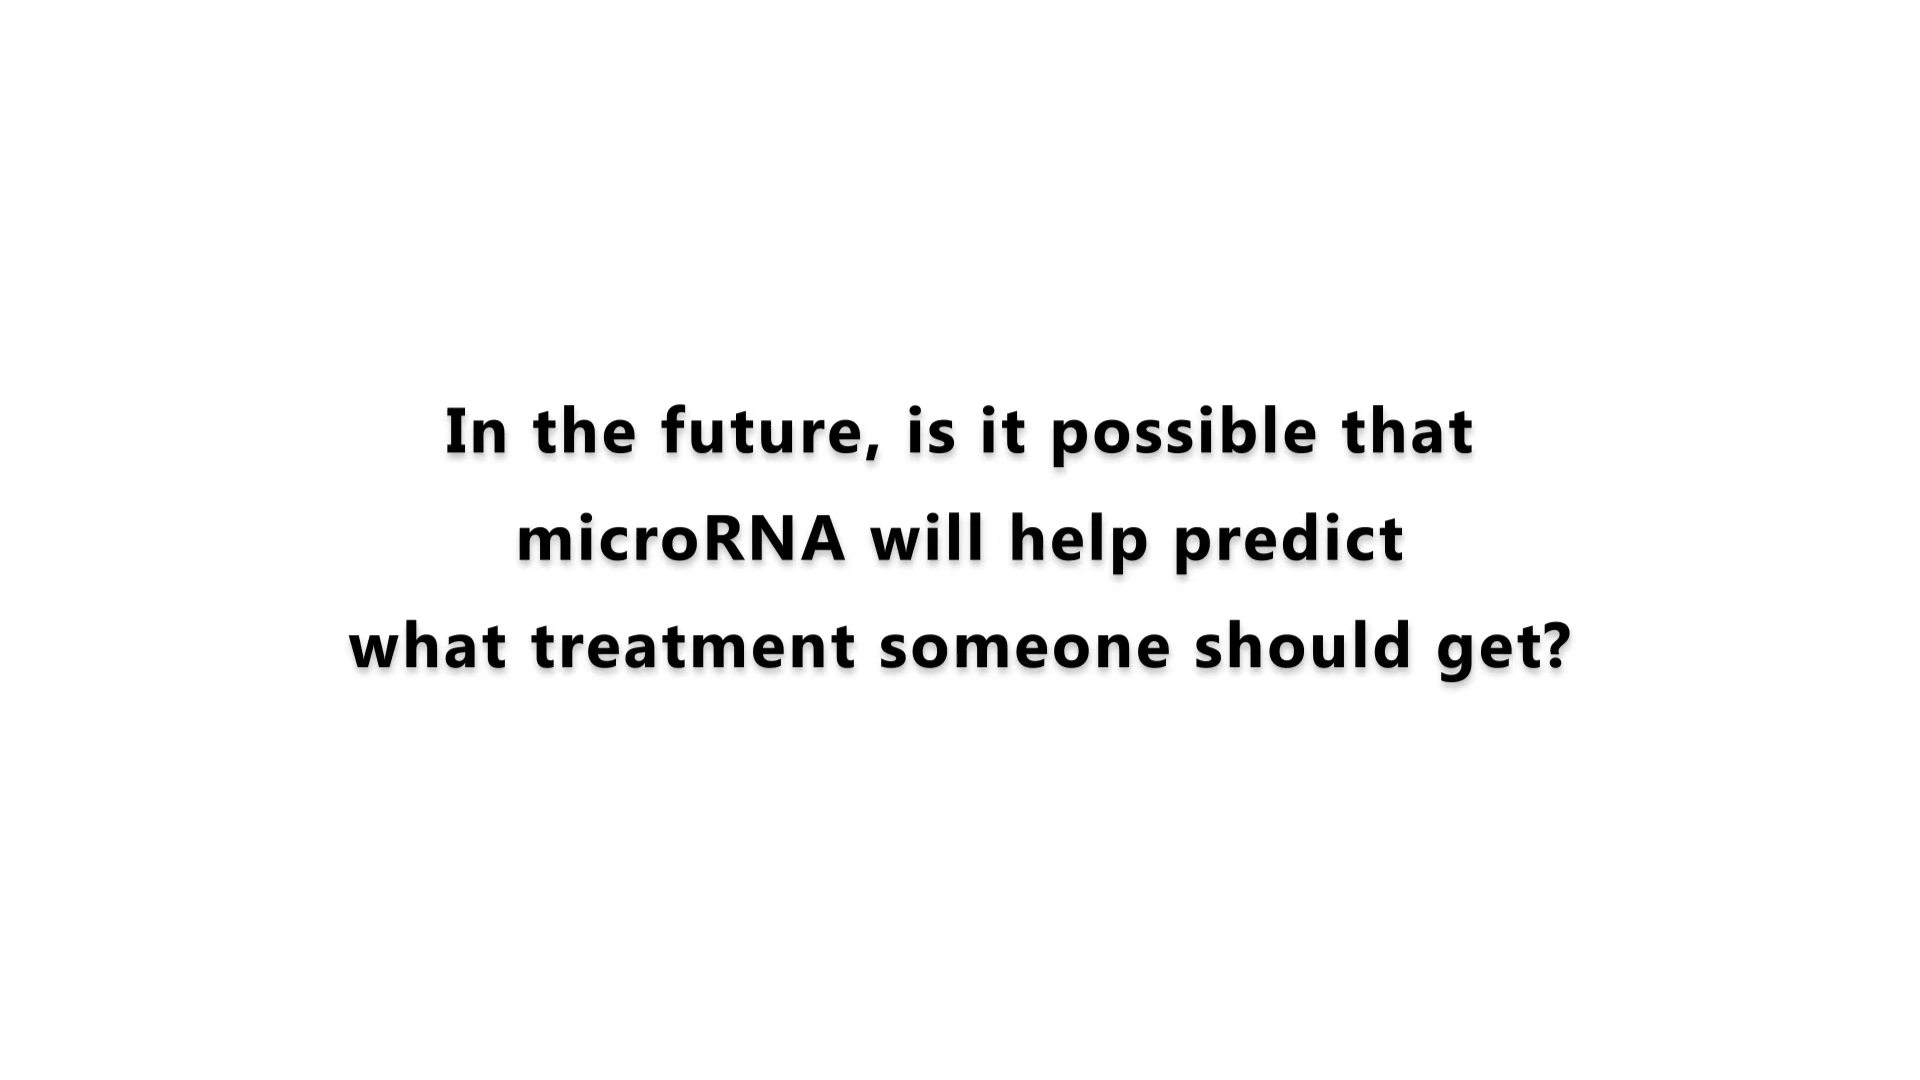 In the future, is it possible that
microRNA will help predict
what treatment someone should get?